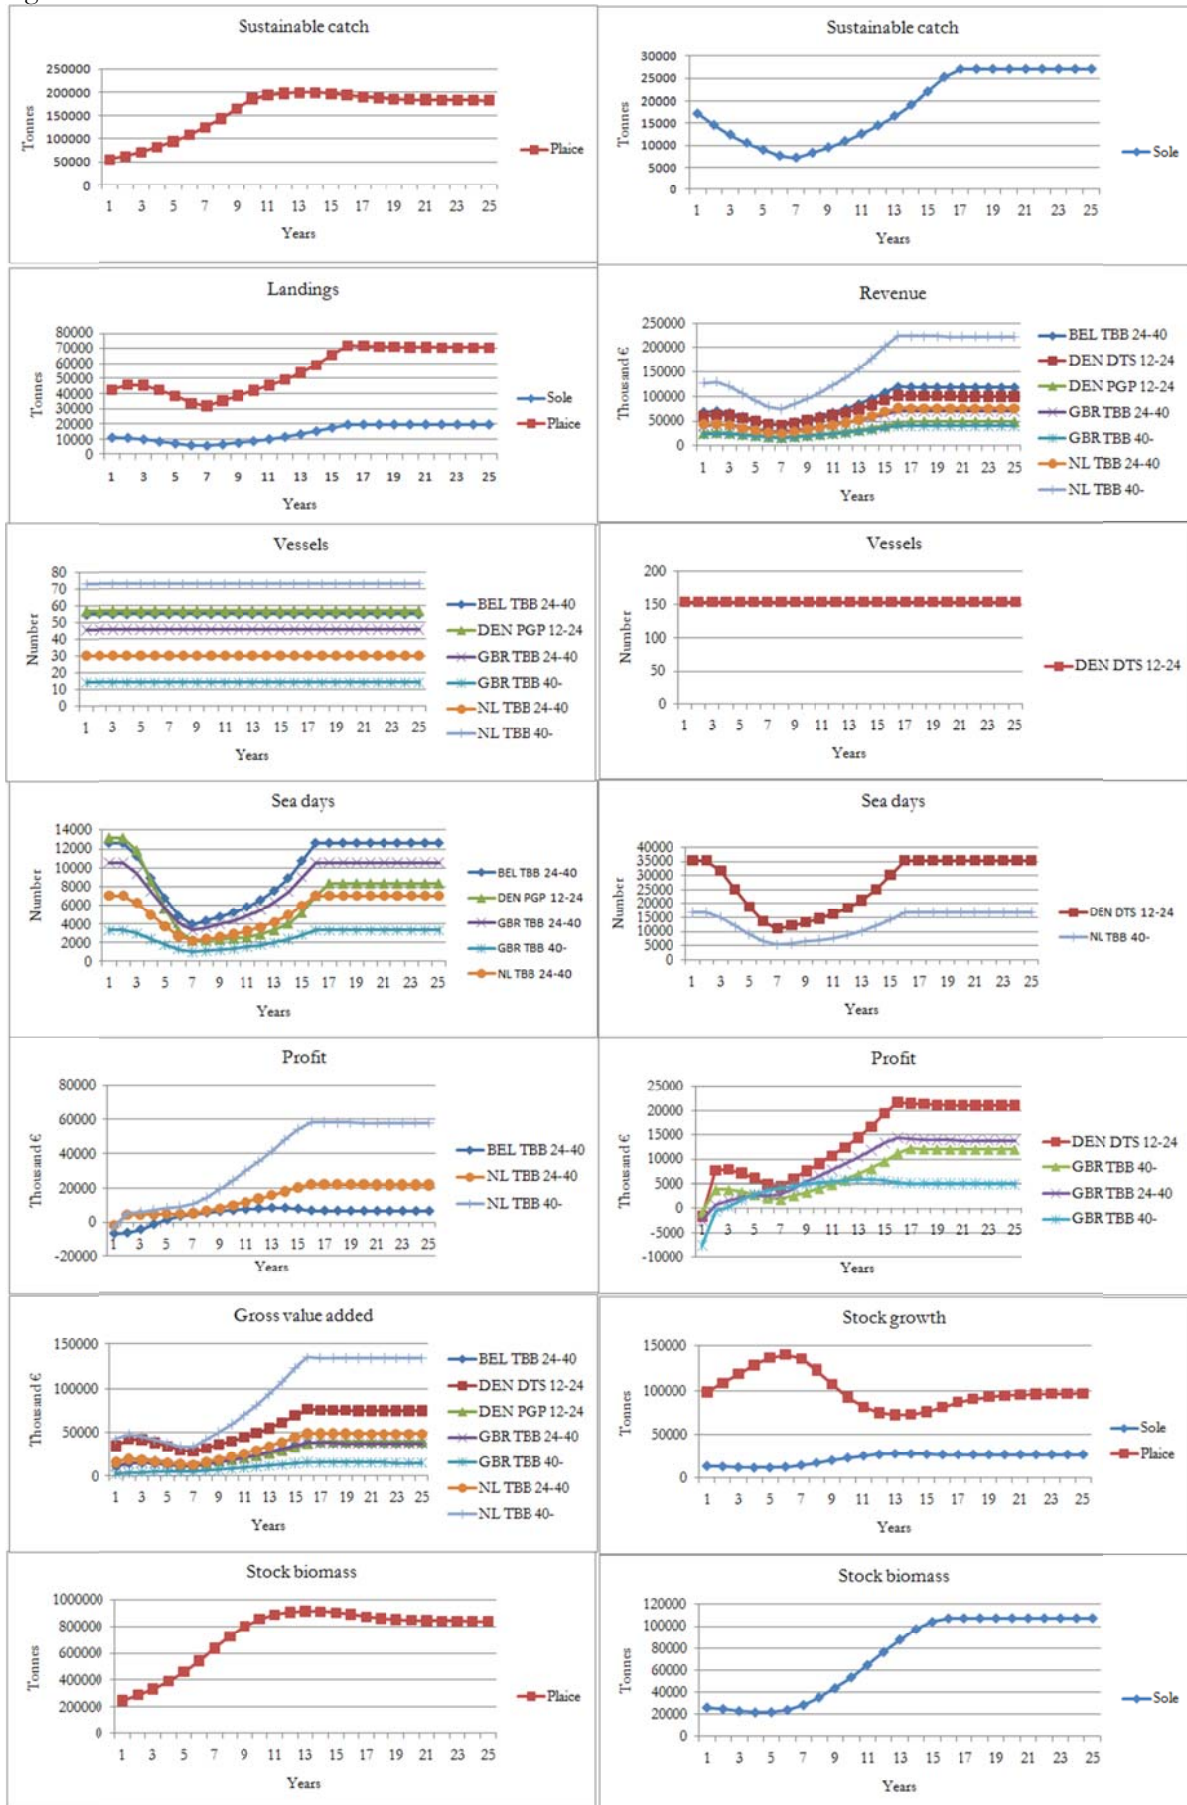 Sustainable catch
250000
200000
150000
100000
50000
0
Tonnes
1 3 5 7 9 11 13 15 17 19 21 23 25
Years
Plaice
Sustainable catch
30000
25000
20000
15000
10000
5000
0
Tonnes
1 3 5 7 9 11 13 15 17 19 21 23 25
Years
Sole
Landings
80000
70000
60000
50000
40000
30000
20000
10000
0
Tonnes
1 3 5 7 9 11 13 15 17 19 21 23 25
Years
Sole
Plaice
Revenue
250000
200000
150000
100000
50000
0
Thousand €
1 3 5 7 9 11 13 15 17 19 21 23 25
Years
BEL TBB 24-40
DEN DTS 12-24
DEN PGP 12-24
GBR TBB 24-40
GBR TBB 40-
NL TBB 24-40
NL TBB 40-
Vessels
80
70
60
50
40
30
20
10
0
Number
1 3 5 7 9 11 13 15 17 19 21 23 25
Years
BEL TBB 24-40
DEN PGP 12-24
GBR TBB 24-40
GBR TBB 40-
NL TBB 24-40
NL TBB 40-
Vessels
200
150
100
50
0
Number
1 3 5 7 9 11 13 15 17 19 21 23 25
Years
DEN DTS 12-24
Sea days
14000
12000
10000
8000
6000
4000
2000
0
Number
1 3 5 7 9 11 13 15 17 19 21 23 25
Years
BEL TBB 24-40
DEN PGP 12-24
GBR TBB 24-40
GBR TBB 40-
NL TBB 24-40
Sea days
40000
35000
30000
25000
20000
15000
10000
5000
0
Number
1 3 5 7 9 11 13 15 17 19 21 23 25
Years
DEN DTS 12-24
NL TBB 40-
Profit
80000
60000
40000
20000
0
-20000
Thousand €
1 3 5 7 9 11 13 15 17 19 21 23 25
Years
BEL TBB 24-40
NL TBB 24-40
NL TBB 40-
Profit
25000
20000
15000
10000
5000
0
-5000
-10000
Thousand €
1 3 5 7 9 11 13 15 17 19 21 23 25
Years
DEN DTS 12-24
GBR TBB 40-
GBR TBB 24-40
GBR TBB 40-
Gross value added
150000
100000
50000
0
Thousand €
1 3 5 7 9 11 13 15 17 19 21 23 25
Years
BEL TBB 24-40
DEN DTS 12-24
DEN PGP 12-24
GBR TBB 24-40
GBR TBB 40-
NL TBB 24-40
NL TBB 40-
Stock growth
150000
100000
50000
0
Tonnes
1 3 5 7 9 11 13 15 17 19 21 23 25
Years
Sole
Plaice
Stock biomass
1000000
800000
600000
400000
200000
0
Tonnes
1 3 5 7 9 11 13 15 17 19 21 23 25
Years
Plaice
Stock biomass
120000
100000
80000
60000
40000
20000
0
Tonnes
1 3 5 7 9 11 13 15 17 19 21 23 25
Years
Sole